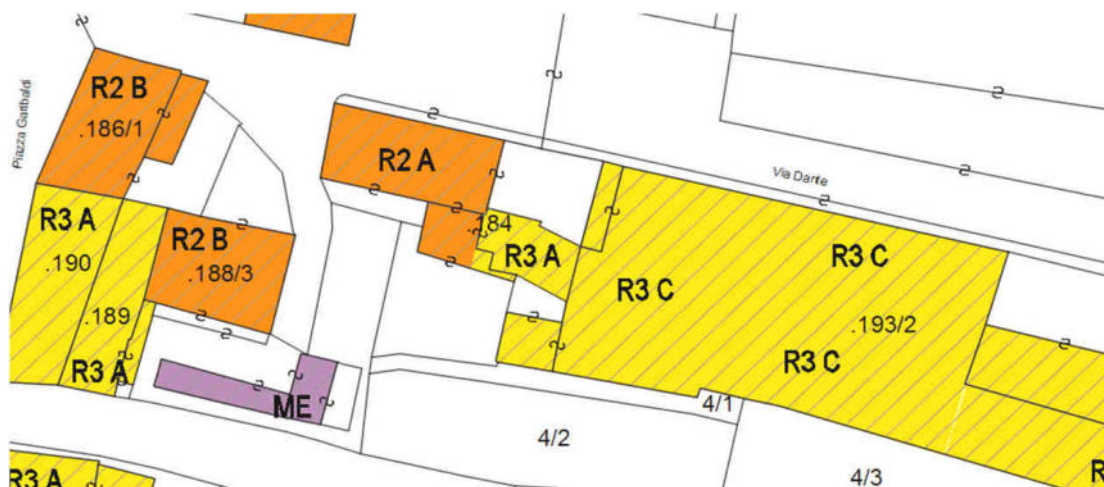 Piazza Garibaldi
R2 B
.186/1
R2 A
Via Dante
R3 A
.190
R2 B
.188/3
.184
R3 A
R3 C
R3 C
.193/2
R3 C
.189
R3 A
ME
4/1
4/2
4/3
R3 A